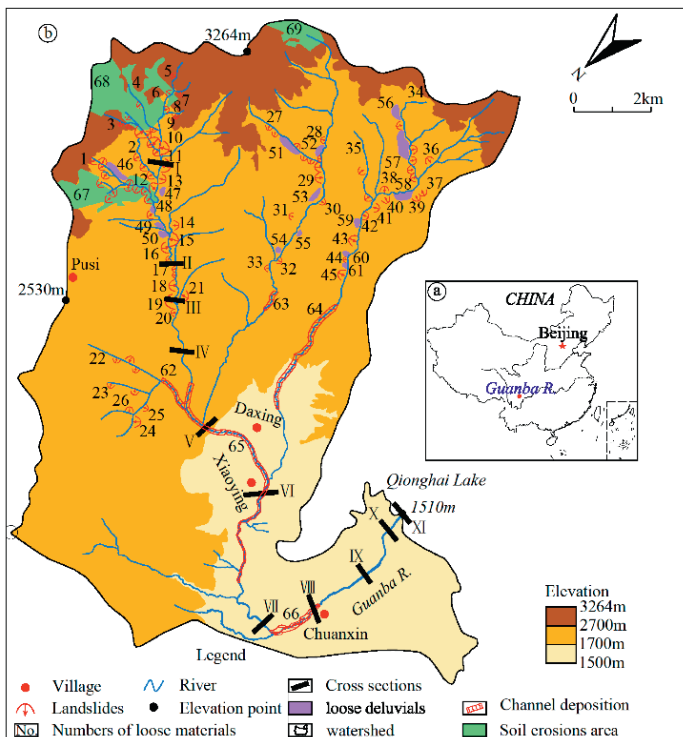 b
3264m
69
N
0 2km
68
4
5
6
7
8
3
9
10
2
11
I
1
46
12
13
47
67
48
49
14
50
15
16
II
17
18
21
19
III
20
Pusi
2530m
IV
22
62
23
26
25
24
V
27
28
52
51
29
53
30
31
54
55
33
32
63
34
56
35
36
57
38
58
37
40
39
41
59
42
43
44
60
61
45
64
a
CHINA
Beijing
Guanba R.
Daxing
65
Xiaoying
VI
Qionghai Lake
1510m
X
XI
IX
Guanba R.
VIII
VII
66
Chuanxin
Elevation
3264m
2700m
1700m
1500m
Legend
Village
River
Cross sections
Landslides
Elevation point
loose deluvials
Channel deposition
No. Numbers of loose materials
watershed
Soil erosions area